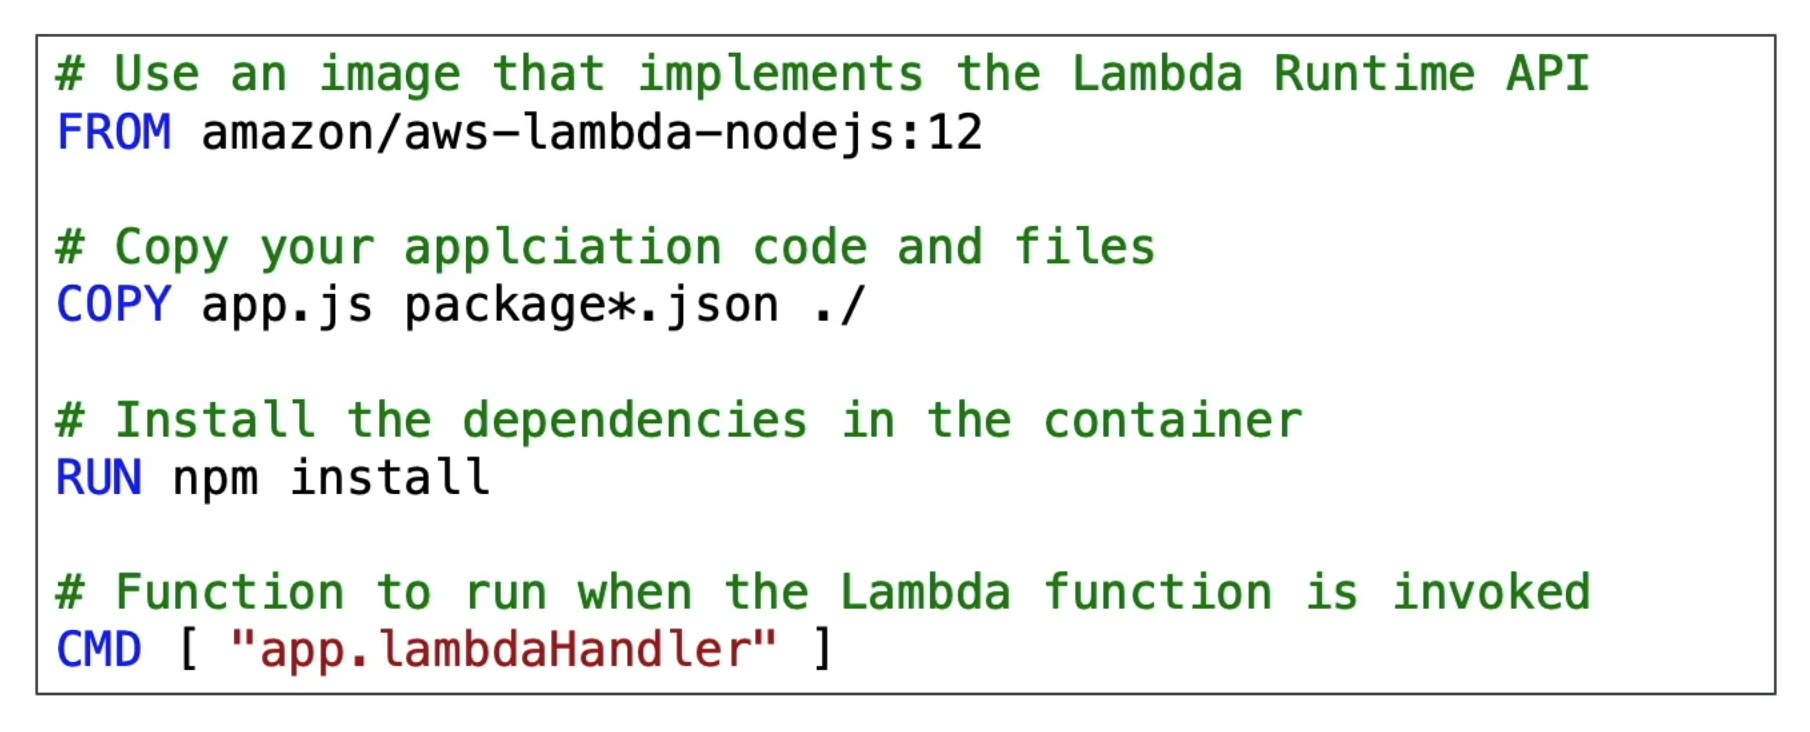 # Use an image that implements the Lambda Runtime API
FROM amazon/aws-lambda-nodejs:12
# Copy your applciation code and files
COPY app.js package*.json ./
# Install the dependencies in the container
RUN npm install
# Function to run when the Lambda function is invoked
CMD [ "app.lambdaHandler" ]